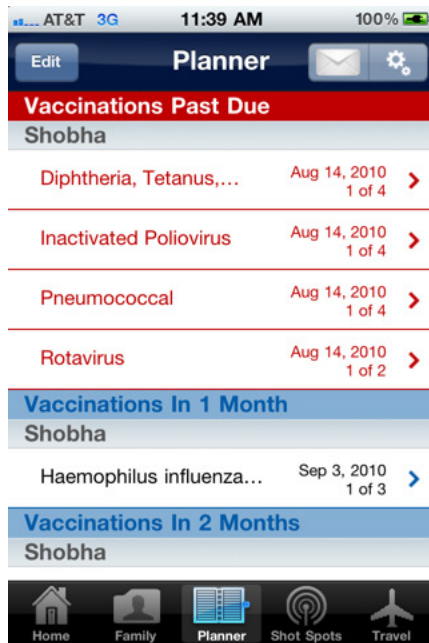 AT&T 3G 11:39 AM 100%
Edit Planner
Vaccinations Past Due
Shobha
Diphtheria, Tetanus,... Aug 14, 2010
1 of 4
Inactivated Poliovirus Aug 14, 2010
1 of 4
Pneumococcal Aug 14, 2010
1 of 4
Rotavirus Aug 14, 2010
1 of 2
Vaccinations In 1 Month
Shobha
Haemophilus influenza... Sep 3, 2010
1 of 3
Vaccinations In 2 Months
Shobha
Home Family Planner Shot Spots Travel